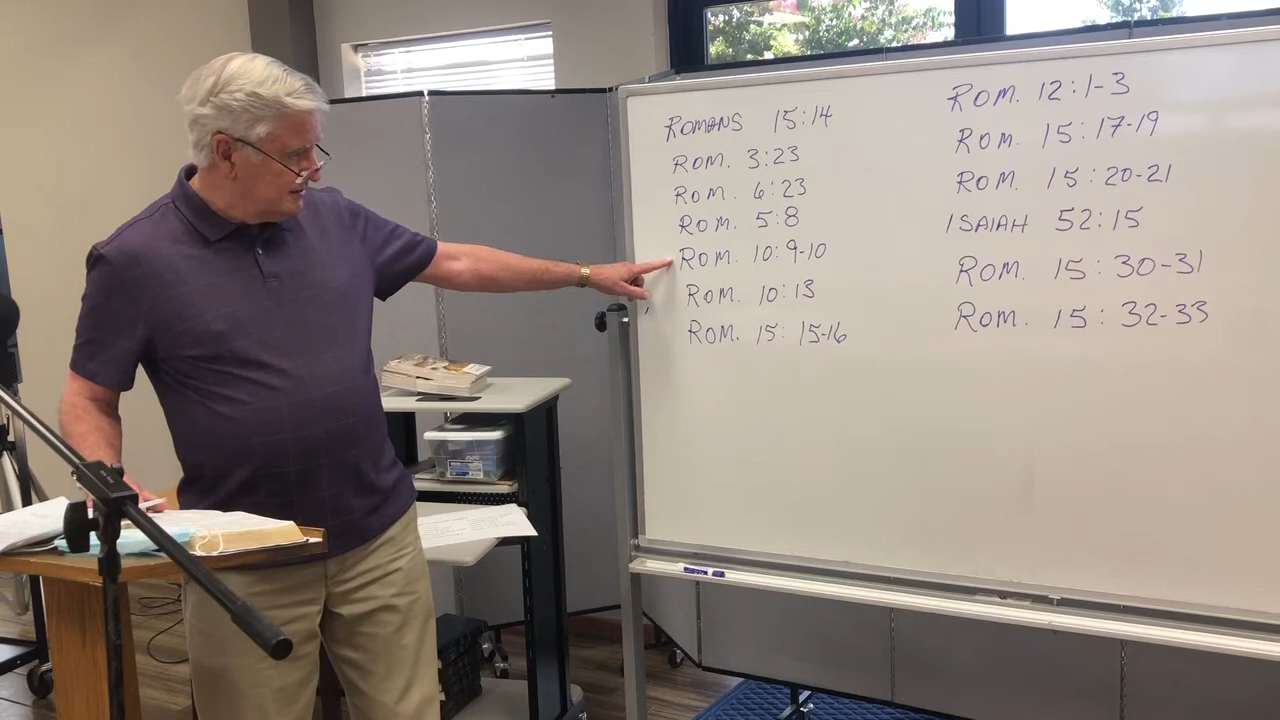 ROMANS 15:14
ROM. 3:23
ROM. 6:23
ROM. 5:8
ROM. 10:9-10
ROM. 10:13
ROM. 15:15-16
ROM. 12:1-3
ROM. 15:17-19
ROM. 15:20-21
ISAIAH 52:15
ROM. 15:30-31
ROM. 15:32-33